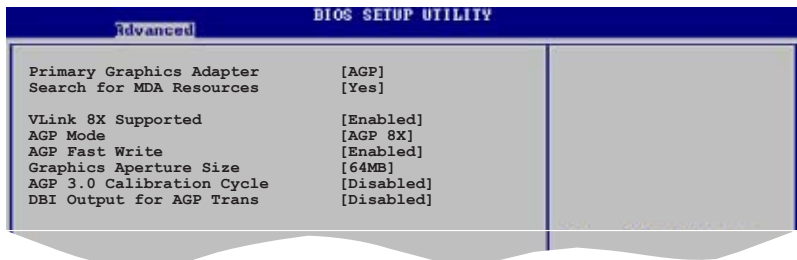 BIOS SETUP UTILITY
Advanced
Primary Graphics Adapter [AGP]
Search for MDA Resources [Yes]
VLink 8X Supported [Enabled]
AGP Mode [AGP 8X]
AGP Fast Write [Enabled]
Graphics Aperture Size [64MB]
AGP 3.0 Calibration Cycle [Disabled]
DBI Output for AGP Trans [Disabled]